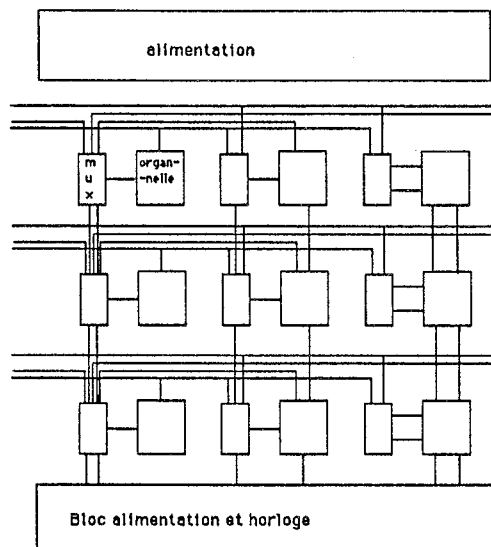 alimentation
m
u
x
organ-
-nelle
Bloc alimentation et horloge